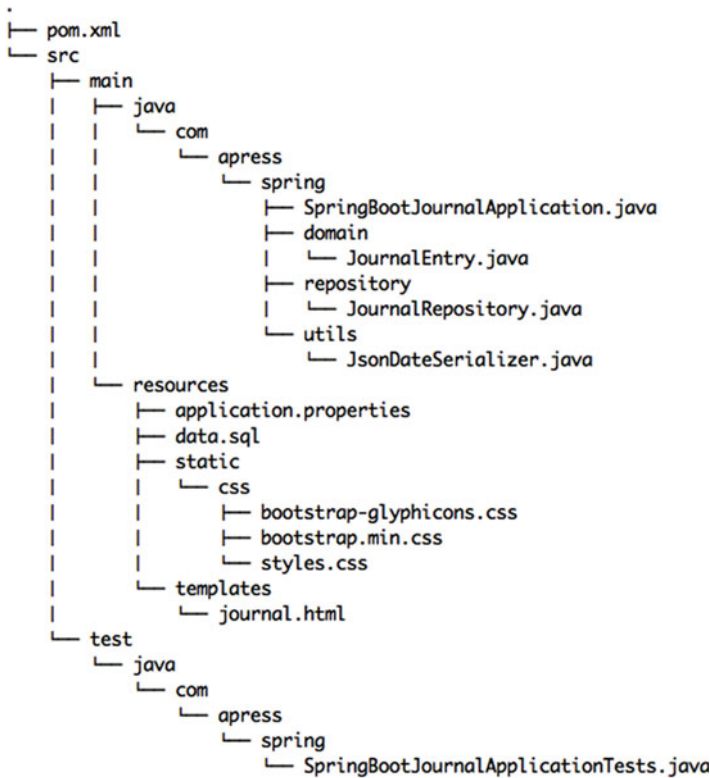 .
├── pom.xml
└── src
    ├── main
    |   ├── java
    |   |   └── com
    |   |       └── apress
    |   |           └── spring
    |   |               ├── SpringBootJournalApplication.java
    |   |               ├── domain
    |   |               |   └── JournalEntry.java
    |   |               ├── repository
    |   |               |   └── JournalRepository.java
    |   |               └── utils
    |   |                   └── JsonDateSerializer.java
    |   └── resources
    |       ├── application.properties
    |       ├── data.sql
    |       ├── static
    |       |   └── css
    |       |       ├── bootstrap-glyphicons.css
    |       |       ├── bootstrap.min.css
    |       |       └── styles.css
    |       └── templates
    |           └── journal.html
    └── test
        └── java
            └── com
                └── apress
                    └── spring
                        └── SpringBootJournalApplicationTests.java